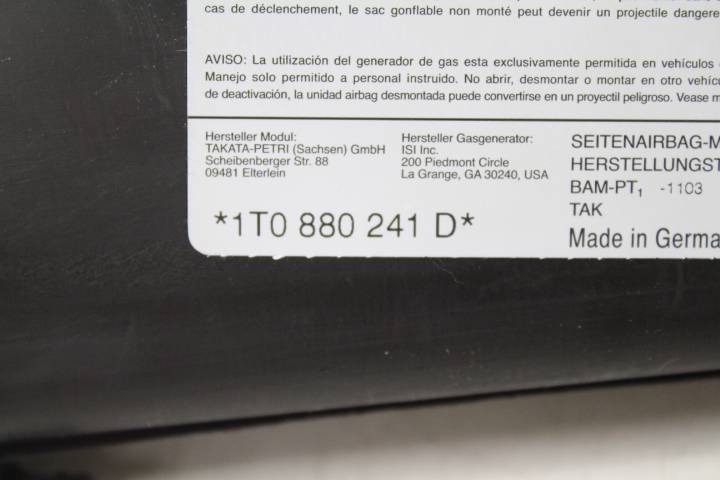 cas de déclenchement, le sac gonflable non monté peut devenir un projectile
AVISO: La utilización del generador de gas esta exclusivamente permitida en vehículos
Manejo solo permitido a personal instruido. No abrir, desmontar o montar en otro
de deactivación, la unidad airbag desmontada puede convertirse en un proyectil peligroso. Vease
Hersteller Modul:
TAKATA-PETRI (Sachsen) GmbH
Scheibenberger Str. 88
09481 Elterlein
Hersteller Gasgenerator:
ISI Inc.
200 Piedmont Circle
La Grange, GA 30240, USA
SEITENAIRBAG-M
HERSTELLUNGST
BAM-PT₁ -1103
TAK
Made in Germa
*1T0 880 241 D*